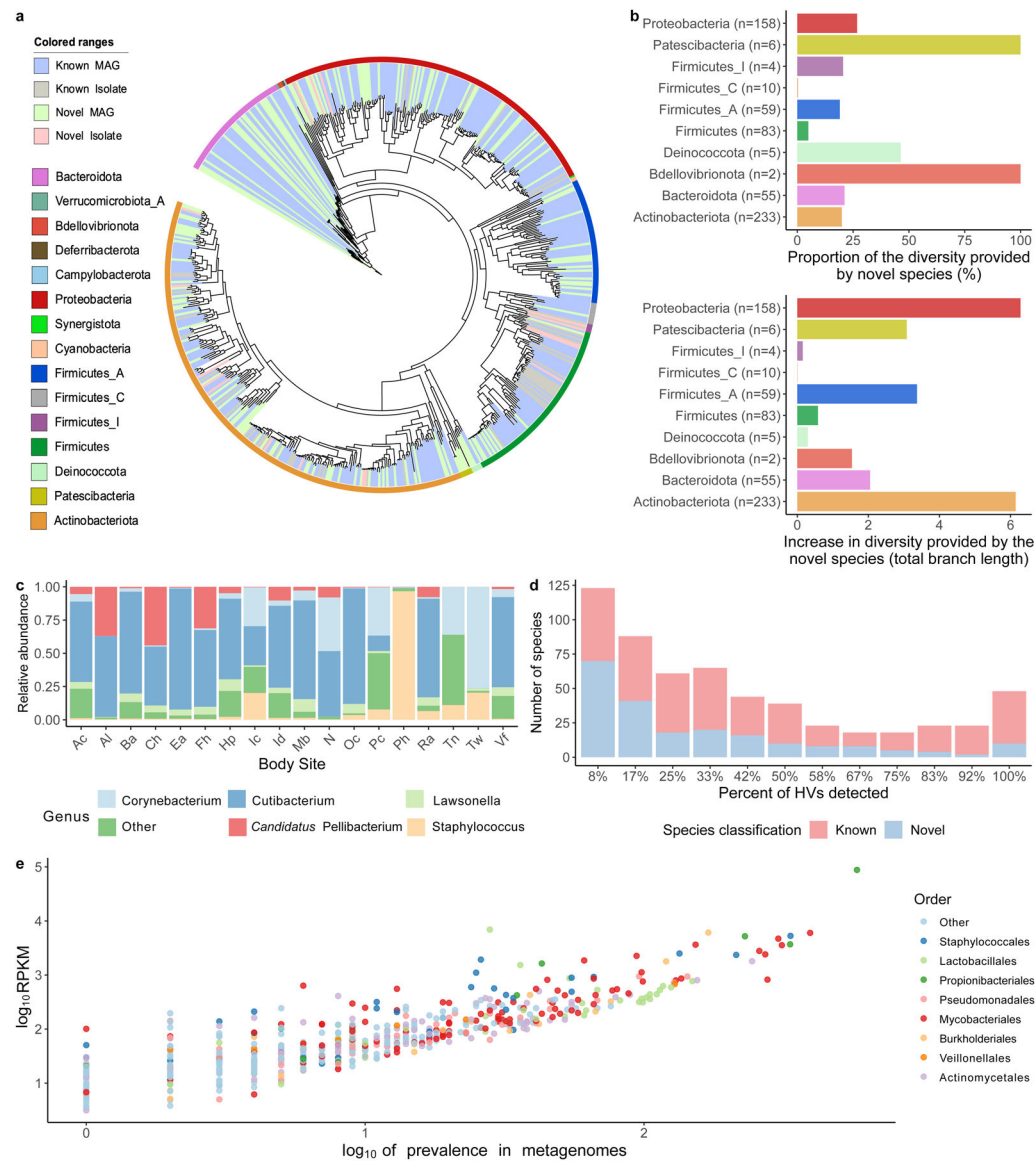 a
Colored ranges
Known MAG
Known Isolate
Novel MAG
Novel Isolate
Bacteroidota
Verrucomicrobiota_A
Bdellovibrionota
Deferribacterota
Campylobacterota
Proteobacteria
Synergistota
Cyanobacteria
Firmicutes_A
Firmicutes_C
Firmicutes_I
Firmicutes
Deinococcota
Patescibacteria
Actinobacteriota
b
Proteobacteria (n=158)
Patescibacteria (n=6)
Firmicutes_I (n=4)
Firmicutes_C (n=10)
Firmicutes_A (n=59)
Firmicutes (n=83)
Deinococcota (n=5)
Bdellovibrionota (n=2)
Bacteroidota (n=55)
Actinobacteriota (n=233)
0 25 50 75 100
Proportion of the diversity provided
by novel species (%)
Proteobacteria (n=158)
Patescibacteria (n=6)
Firmicutes_I (n=4)
Firmicutes_C (n=10)
Firmicutes_A (n=59)
Firmicutes (n=83)
Deinococcota (n=5)
Bdellovibrionota (n=2)
Bacteroidota (n=55)
Actinobacteriota (n=233)
0 2 4 6
Increase in diversity provided by the
novel species (total branch length)
c
Relative abundance
1.00
0.75
0.50
0.25
0.00
Ac Al Ba Ch Ea Fh Hp Ic Id Mb N Oc Pc Ph Ra Tn Tw Vf
Body Site
Genus
Corynebacterium Cutibacterium Lawsonella
Other Candidatus Pellibacterium Staphylococcus
d
Number of species
125
100
75
50
25
0
8% 17% 25% 33% 42% 50% 58% 67% 75% 83% 92% 100%
Percent of HVs detected
Species classification Known Novel
e
log10RPKM
5
4
3
2
1
0 1 2
log10 of prevalence in metagenomes
Order
Other
Staphylococcales
Lactobacillales
Propionibacteriales
Pseudomonadales
Mycobacteriales
Burkholderiales
Veillonellales
Actinomycetales